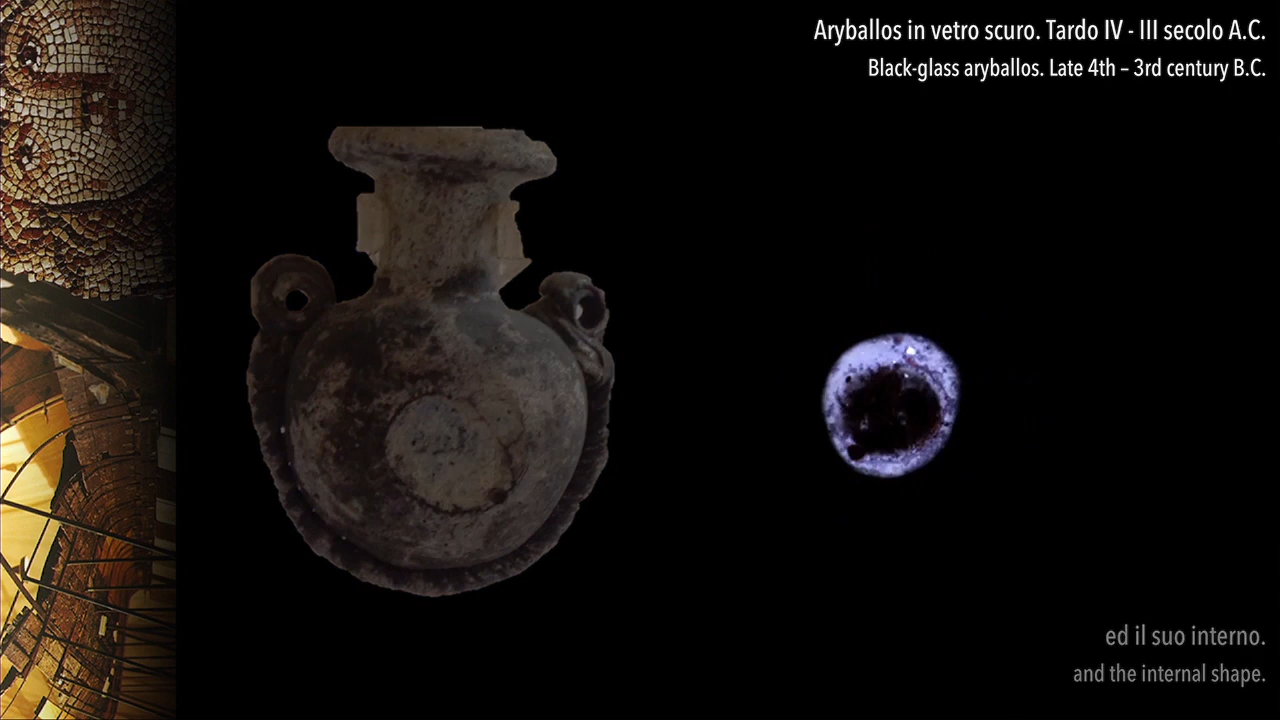 Aryballos in vetro scuro. Tardo IV - III secolo A.C.
Black-glass aryballos. Late 4th – 3rd century B.C.
ed il suo interno.
and the internal shape.